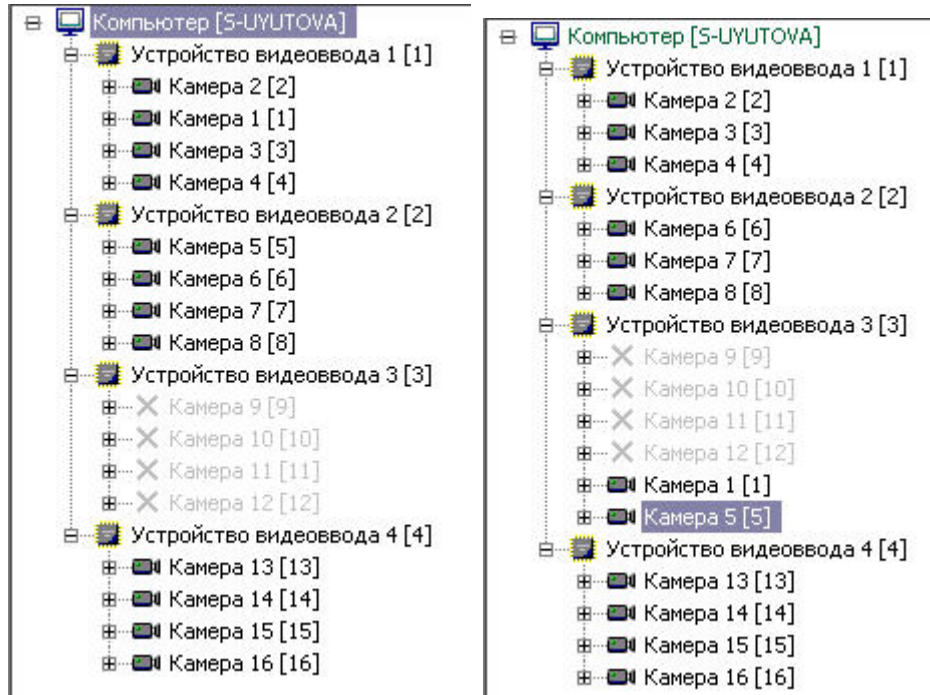 Компьютер [S-UYUTOVA]
Устройство видеоввода 1 [1]
Камера 2 [2]
Камера 1 [1]
Камера 3 [3]
Камера 4 [4]
Устройство видеоввода 2 [2]
Камера 5 [5]
Камера 6 [6]
Камера 7 [7]
Камера 8 [8]
Устройство видеоввода 3 [3]
Камера 9 [9]
Камера 10 [10]
Камера 11 [11]
Камера 12 [12]
Устройство видеоввода 4 [4]
Камера 13 [13]
Камера 14 [14]
Камера 15 [15]
Камера 16 [16]
Компьютер [S-UYUTOVA]
Устройство видеоввода 1 [1]
Камера 2 [2]
Камера 3 [3]
Камера 4 [4]
Устройство видеоввода 2 [2]
Камера 6 [6]
Камера 7 [7]
Камера 8 [8]
Устройство видеоввода 3 [3]
Камера 9 [9]
Камера 10 [10]
Камера 11 [11]
Камера 12 [12]
Камера 1 [1]
Камера 5 [5]
Устройство видеоввода 4 [4]
Камера 13 [13]
Камера 14 [14]
Камера 15 [15]
Камера 16 [16]